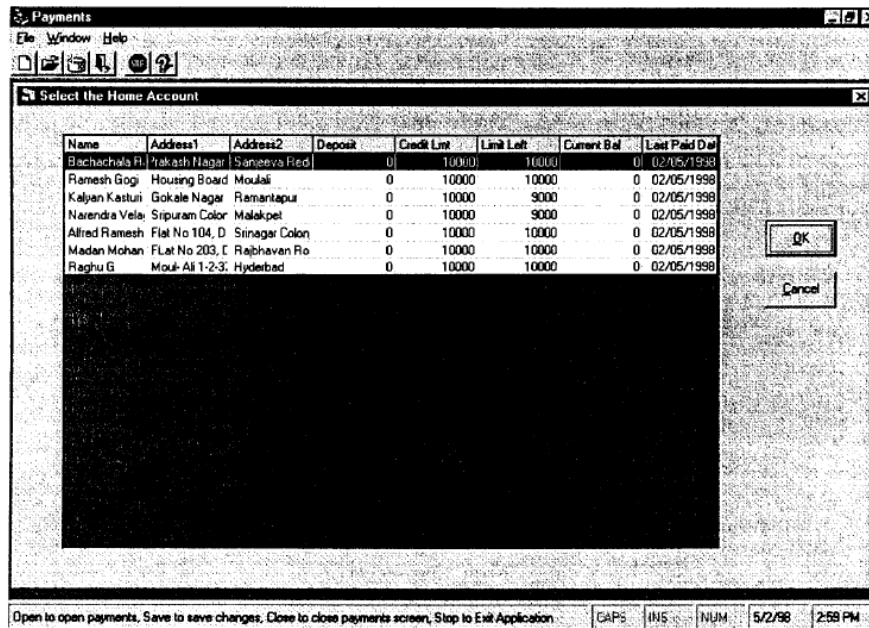 Payments
File Window Help
Select the Home Account
Name Address1 Address2 Deposit Credit Lmt Limit Left Current Bal Last Paid Dat
Bachachala R. Prakash Nagar Sanjeeva Red 0 10000 10000 0 02/05/1998
Ramesh Gogi Housing Board Moulali 0 10000 10000 0 02/05/1998
Kalyan Kasturi Gokale Nagar Ramantapur 0 10000 9000 0 02/05/1998
Narendra Vela Sripuram Colon Malakpet 0 10000 9000 0 02/05/1998
Alfred Ramesh Flat No 104, D Srinagar Colon 0 10000 10000 0 02/05/1998
Madan Mohan FLat No 203, D Rajbhavan Ro 0 10000 10000 0 02/05/1998
Raghu G Moul- Ali 1-2-3 Hyderbad 0 10000 10000 0 02/05/1998
OK
Cancel
Open to open payments, Save to save changes, Close to close payments screen, Stop to Exit Application CAPS INS NUM 5/2/98 2:59 PM